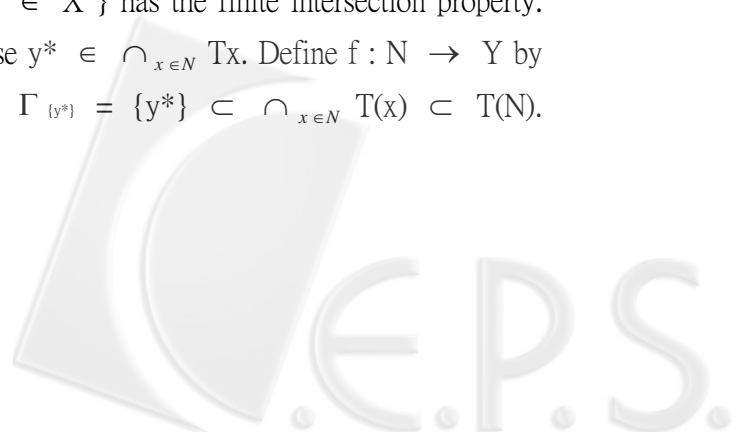 ∈ X } has the finite intersection property.
se y* ∈ ∩ x ∈N Tx. Define f : N → Y by
Γ {y*} = {y*} ⊂ ∩ x ∈N T(x) ⊂ T(N).
C.E.P.S.